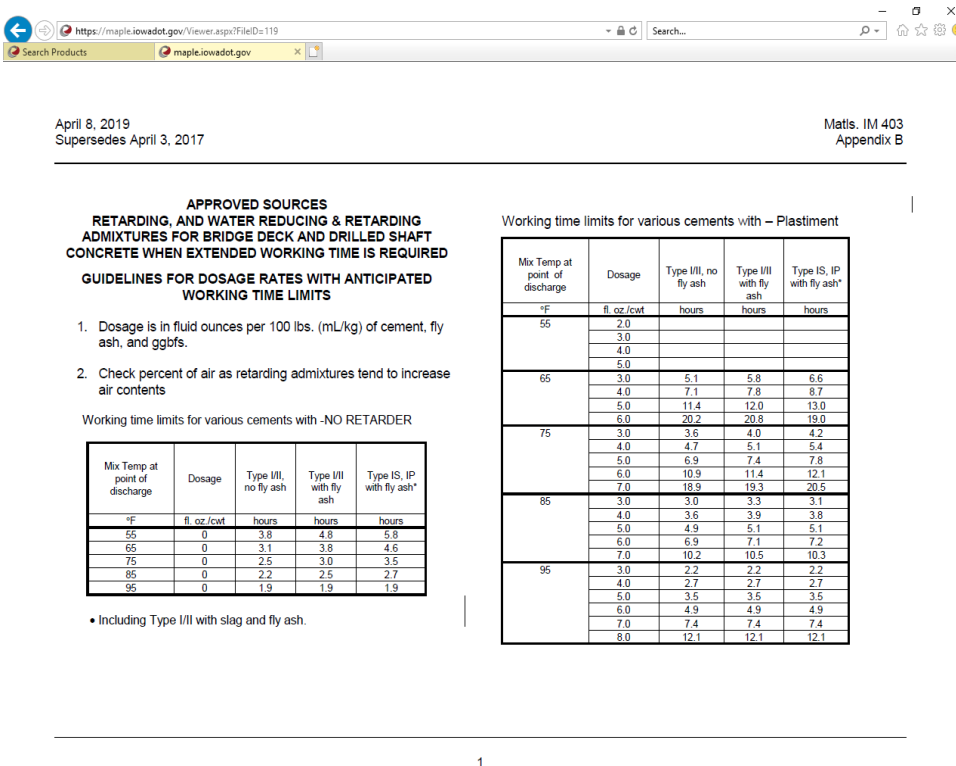 https://maple.iowadot.gov/Viewer.aspx?FileID=119
Search...
Search Products
maple.iowadot.gov
April 8, 2019
Supersedes April 3, 2017
Matls. IM 403
Appendix B
APPROVED SOURCES
RETARDING, AND WATER REDUCING & RETARDING
ADMIXTURES FOR BRIDGE DECK AND DRILLED SHAFT
CONCRETE WHEN EXTENDED WORKING TIME IS REQUIRED
GUIDELINES FOR DOSAGE RATES WITH ANTICIPATED
WORKING TIME LIMITS
1. Dosage is in fluid ounces per 100 lbs. (mL/kg) of cement, fly
ash, and ggbfs.
2. Check percent of air as retarding admixtures tend to increase
air contents
Working time limits for various cements with -NO RETARDER
Mix Temp at
point of
discharge
Dosage
Type I/II,
no fly ash
Type I/II
with fly
ash
Type IS, IP
with fly ash*
°F fl. oz./cwt hours hours hours
55 0 3.8 4.8 5.8
65 0 3.1 3.8 4.6
75 0 2.5 3.0 3.5
85 0 2.2 2.5 2.7
95 0 1.9 1.9 1.9
• Including Type I/II with slag and fly ash.
Working time limits for various cements with – Plastiment
Mix Temp at
point of
discharge
Dosage
Type I/II, no
fly ash
Type I/II
with fly
ash
Type IS, IP
with fly ash*
°F fl. oz./cwt hours hours hours
55 2.0
3.0
4.0
5.0
65 3.0 5.1 5.8 6.6
4.0 7.1 7.8 8.7
5.0 11.4 12.0 13.0
6.0 20.2 20.8 19.0
75 3.0 3.6 4.0 4.2
4.0 4.7 5.1 5.4
5.0 6.9 7.4 7.8
6.0 10.9 11.4 12.1
7.0 18.9 19.3 20.5
85 3.0 3.0 3.3 3.1
4.0 3.6 3.9 3.8
5.0 4.9 5.1 5.1
6.0 6.9 7.1 7.2
7.0 10.2 10.5 10.3
95 3.0 2.2 2.2 2.2
4.0 2.7 2.7 2.7
5.0 3.5 3.5 3.5
6.0 4.9 4.9 4.9
7.0 7.4 7.4 7.4
8.0 12.1 12.1 12.1
1